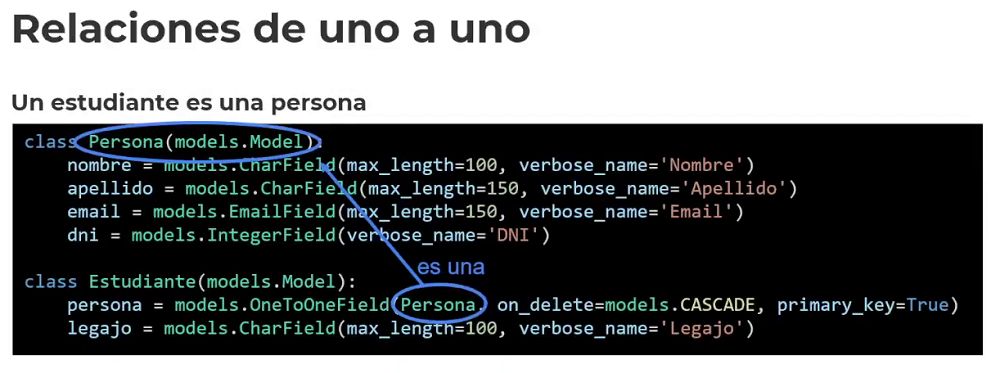 Relaciones de uno a uno
Un estudiante es una persona
class Persona(models.Model):
nombre = models.CharField(max_length=100, verbose_name='Nombre')
apellido = models.CharField(max_length=150, verbose_name='Apellido')
email = models.EmailField(max_length=150, verbose_name='Email')
dni = models.IntegerField(verbose_name='DNI')
es una
class Estudiante(models.Model):
persona = models.OneToOneField(Persona, on_delete=models.CASCADE, primary_key=True)
legajo = models.CharField(max_length=100, verbose_name='Legajo')